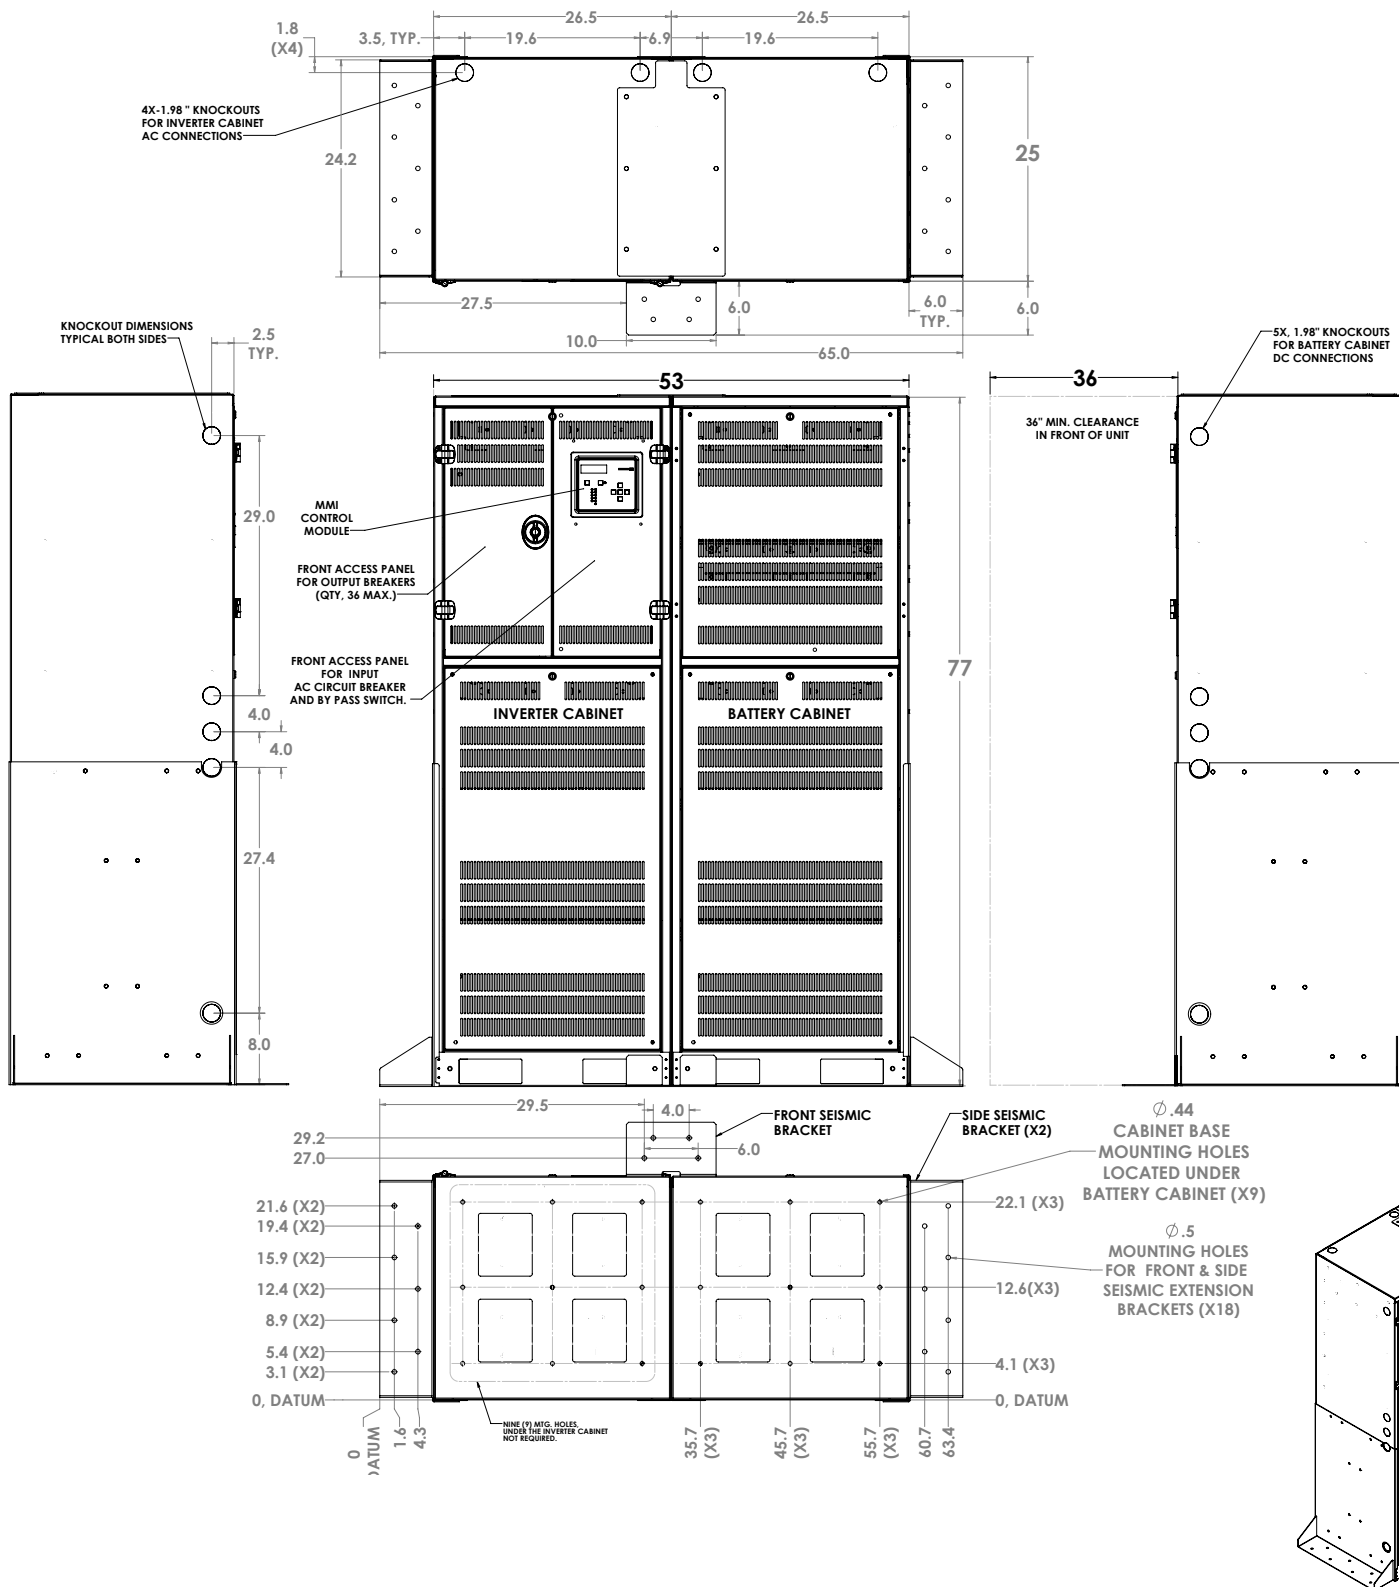 26.5
26.5
1.8
(X4)
3.5, TYP.
19.6
6.9
19.6
4X-1.98 " KNOCKOUTS
FOR INVERTER CABINET
AC CONNECTIONS
24.2
25
27.5
6.0
6.0
TYP.
6.0
10.0
65.0
KNOCKOUT DIMENSIONS
TYPICAL BOTH SIDES
2.5
TYP.
5X, 1.98" KNOCKOUTS
FOR BATTERY CABINET
DC CONNECTIONS
53
36
36" MIN. CLEARANCE
IN FRONT OF UNIT
29.0
MMI
CONTROL
MODULE
FRONT ACCESS PANEL
FOR OUTPUT BREAKERS
(QTY, 36 MAX.)
FRONT ACCESS PANEL
FOR INPUT
AC CIRCUIT BREAKER
AND BY PASS SWITCH.
77
4.0
4.0
INVERTER CABINET
BATTERY CABINET
27.4
8.0
29.5
4.0
FRONT SEISMIC
BRACKET
SIDE SEISMIC
BRACKET (X2)
29.2
27.0
6.0
Ø .44
CABINET BASE
MOUNTING HOLES
LOCATED UNDER
BATTERY CABINET (X9)
21.6 (X2)
19.4 (X2)
15.9 (X2)
12.4 (X2)
8.9 (X2)
5.4 (X2)
3.1 (X2)
0, DATUM
22.1 (X3)
12.6(X3)
4.1 (X3)
0, DATUM
Ø .5
MOUNTING HOLES
FOR FRONT & SIDE
SEISMIC EXTENSION
BRACKETS (X18)
NINE (9) MTG. HOLES,
UNDER THE INVERTER CABINET
NOT REQUIRED.
0
DATUM
1.6
4.3
35.7
(X3)
45.7
(X3)
55.7
(X3)
60.7
63.4